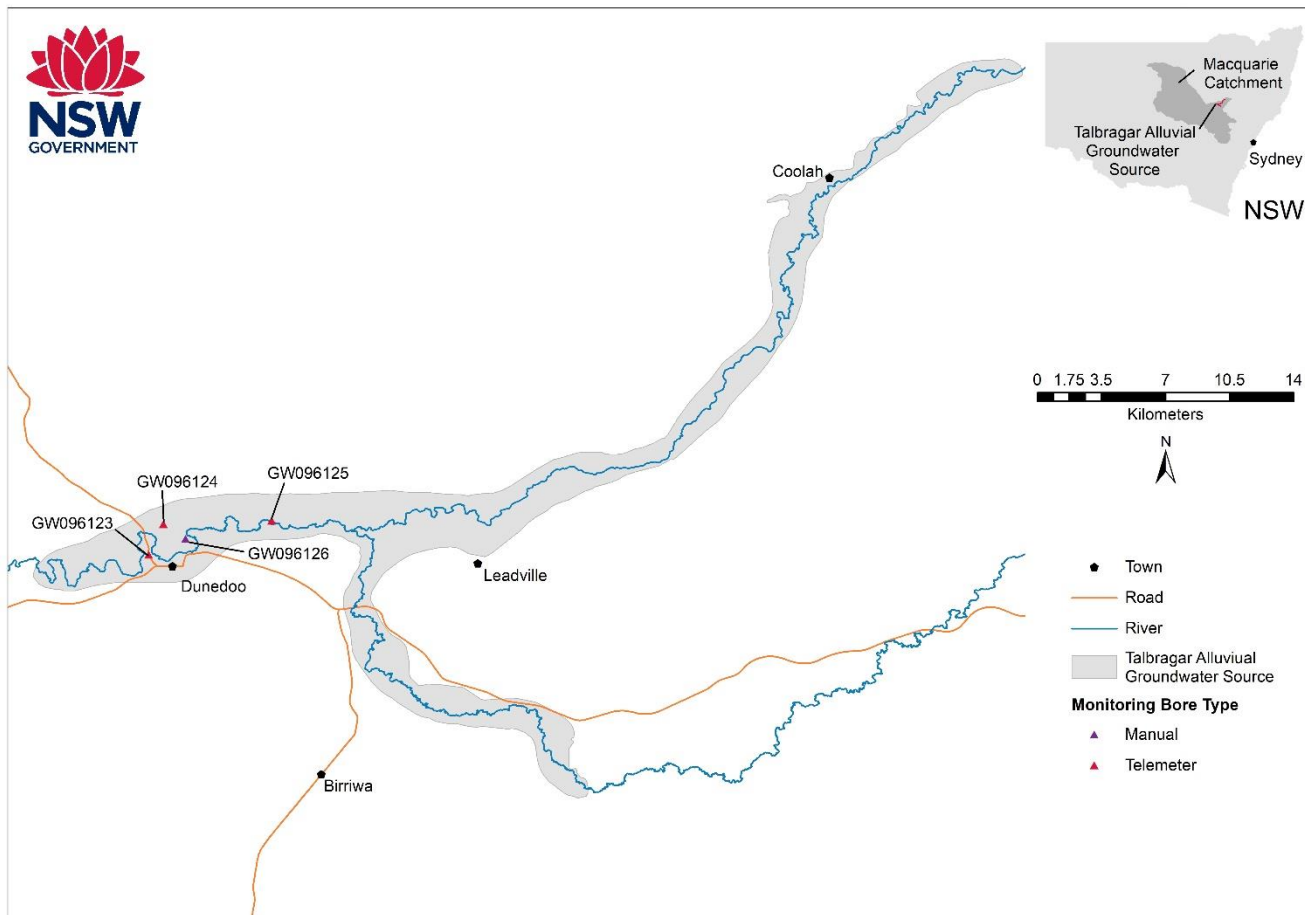 NSW
GOVERNMENT
Macquarie
Catchment
Talbragar Alluvial
Groundwater
Source
Sydney
NSW
Coolah
0 1.75 3.5 7 10.5 14
Kilometers
N
GW096125
GW096124
GW096123
GW096126
Dunedoo
Leadville
Birriwa
Town
Road
River
Talbragar Alluviual
Groundwater Source
Monitoring Bore Type
Manual
Telemeter